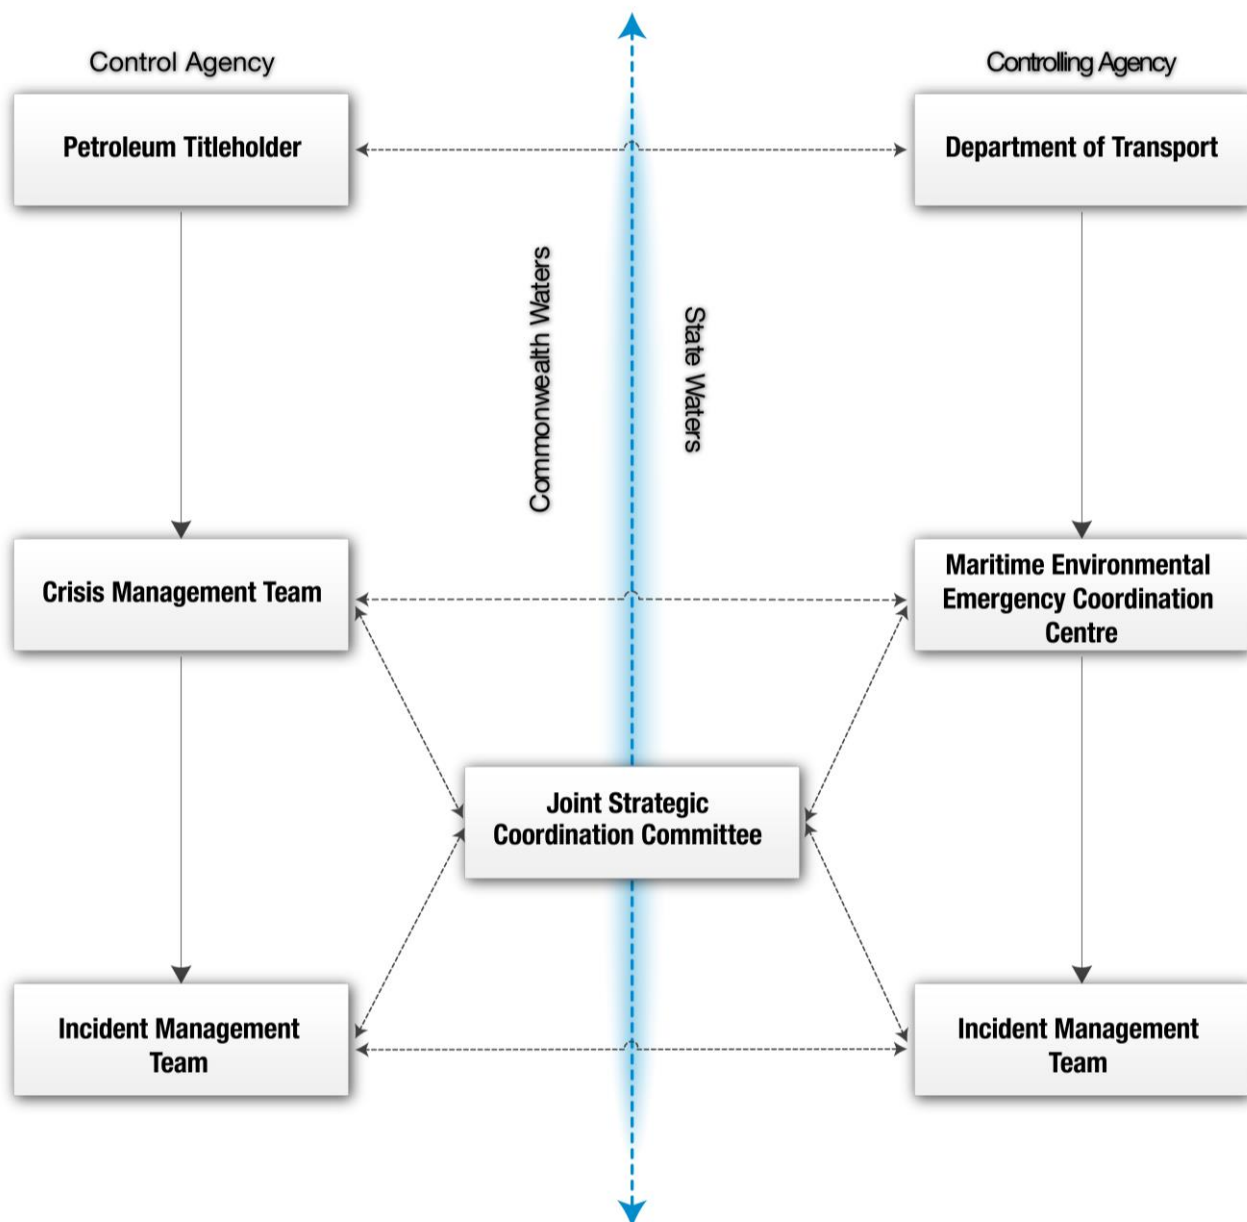 Control Agency
Controlling Agency
Petroleum Titleholder
Department of Transport
Commonwealth Waters
State Waters
Crisis Management Team
Maritime Environmental
Emergency Coordination
Centre
Joint Strategic
Coordination Committee
Incident Management
Team
Incident Management
Team